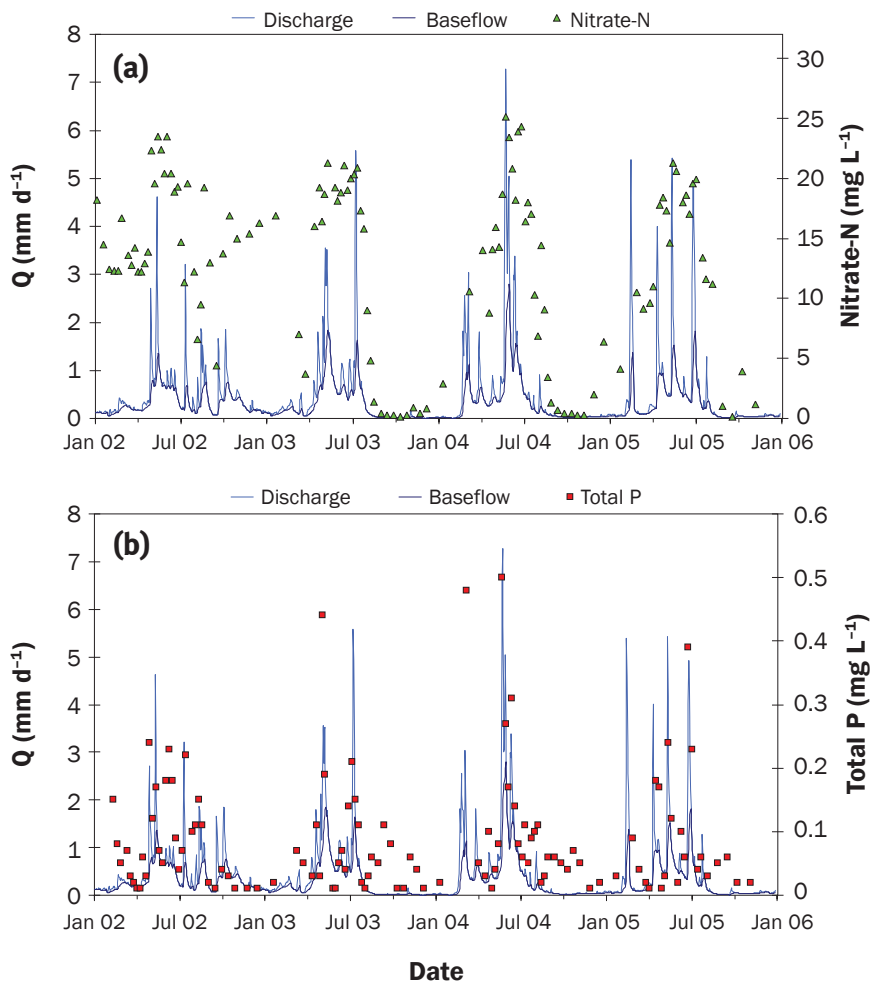 Discharge Baseflow Nitrate-N
(a)
Q (mm d⁻¹)
8
7
6
5
4
3
2
1
0
30
25
20
15
10
5
0
Nitrate-N (mg L⁻¹)
Jan 02 Jul 02 Jan 03 Jul 03 Jan 04 Jul 04 Jan 05 Jul 05 Jan 06
Discharge Baseflow Total P
(b)
Q (mm d⁻¹)
8
7
6
5
4
3
2
1
0
0.6
0.5
0.4
0.3
0.2
0.1
0
Total P (mg L⁻¹)
Jan 02 Jul 02 Jan 03 Jul 03 Jan 04 Jul 04 Jan 05 Jul 05 Jan 06
Date